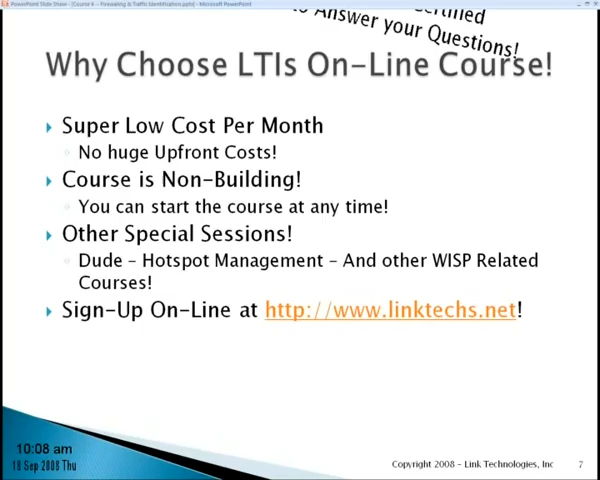 PowerPoint Slide Show - [Course 4 - Firewalling & Traffic Identification.pptx] - Microsoft PowerPoint
Certified
to Answer your Questions!
Why Choose LTIs On-Line Course!
Super Low Cost Per Month
No huge Upfront Costs!
Course is Non-Building!
You can start the course at any time!
Other Special Sessions!
Dude – Hotspot Management – And other WISP Related
Courses!
Sign-Up On-Line at http://www.linktechs.net!
10:08 am
18 Sep 2008 Thu
Copyright 2008 – Link Technologies, Inc
7